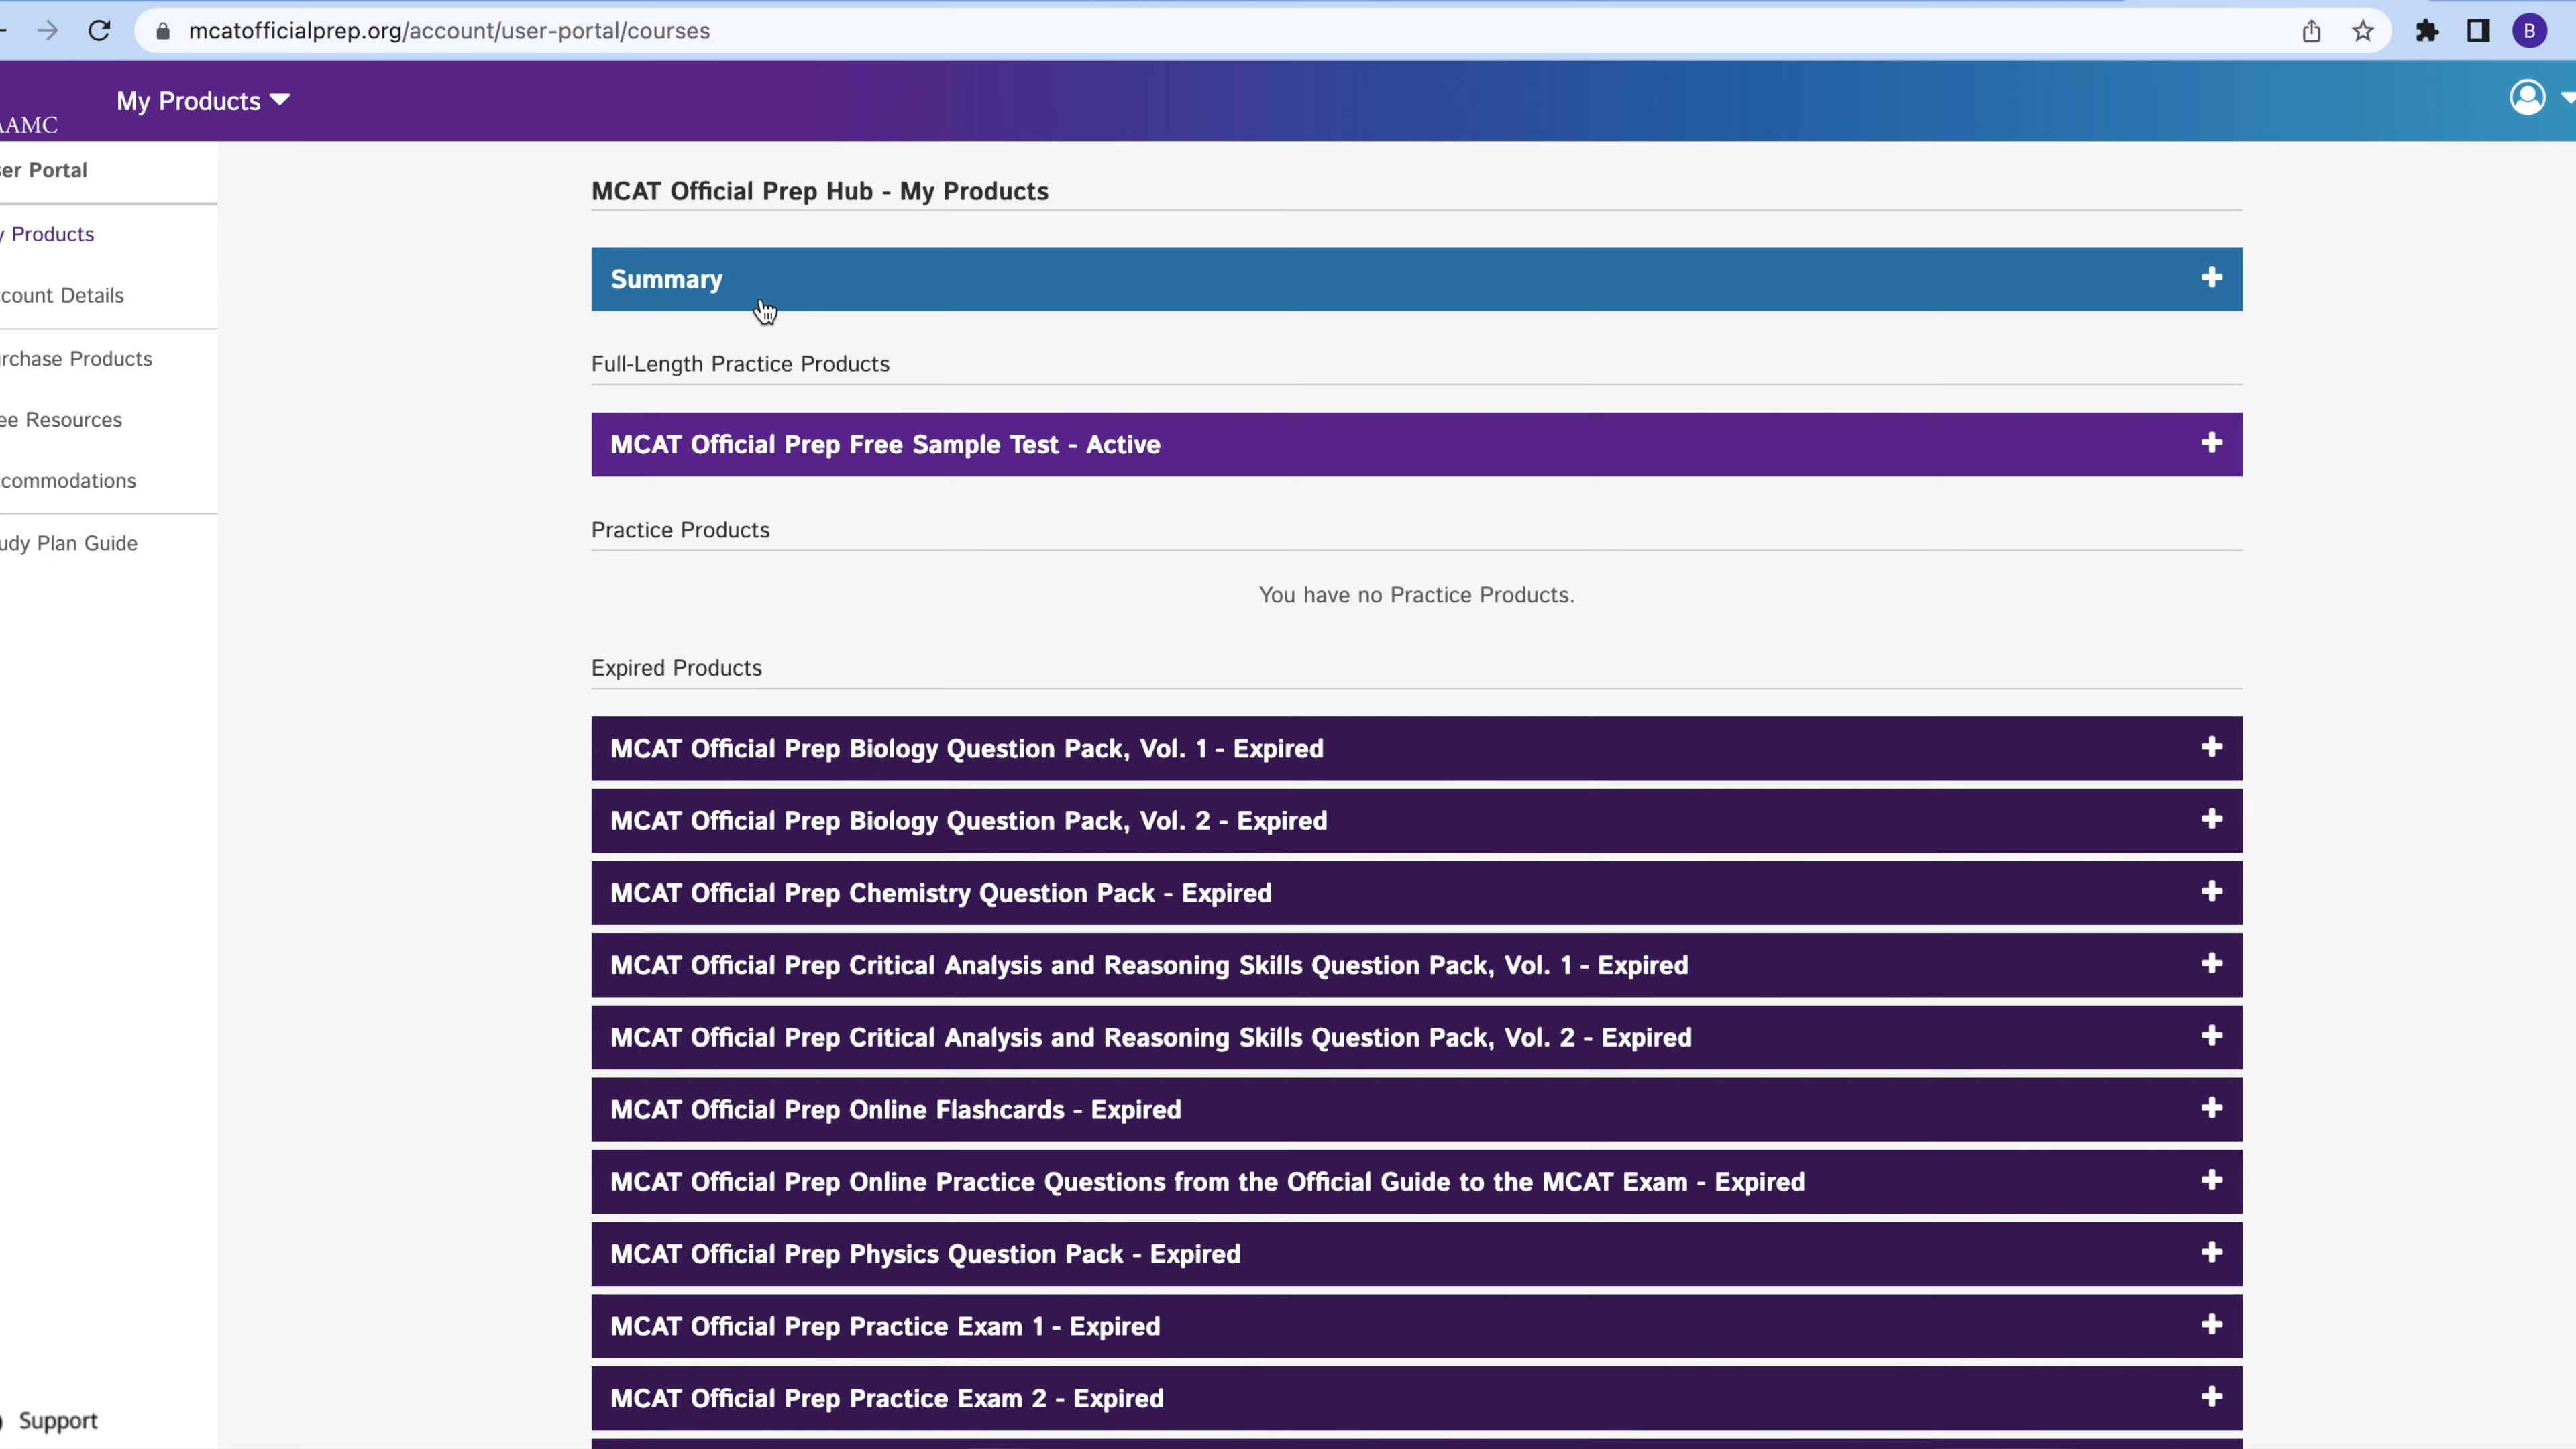 mcatofficialprep.org/account/user-portal/courses
B
My Products
AAMC
er Portal
MCAT Official Prep Hub - My Products
Products
count Details
Summary
rchase Products
Full-Length Practice Products
ee Resources
MCAT Official Prep Free Sample Test - Active
commodations
Practice Products
udy Plan Guide
You have no Practice Products.
Expired Products
MCAT Official Prep Biology Question Pack, Vol. 1 - Expired
MCAT Official Prep Biology Question Pack, Vol. 2 - Expired
MCAT Official Prep Chemistry Question Pack - Expired
MCAT Official Prep Critical Analysis and Reasoning Skills Question Pack, Vol. 1 - Expired
MCAT Official Prep Critical Analysis and Reasoning Skills Question Pack, Vol. 2 - Expired
MCAT Official Prep Online Flashcards - Expired
MCAT Official Prep Online Practice Questions from the Official Guide to the MCAT Exam - Expired
MCAT Official Prep Physics Question Pack - Expired
MCAT Official Prep Practice Exam 1 - Expired
MCAT Official Prep Practice Exam 2 - Expired
Support